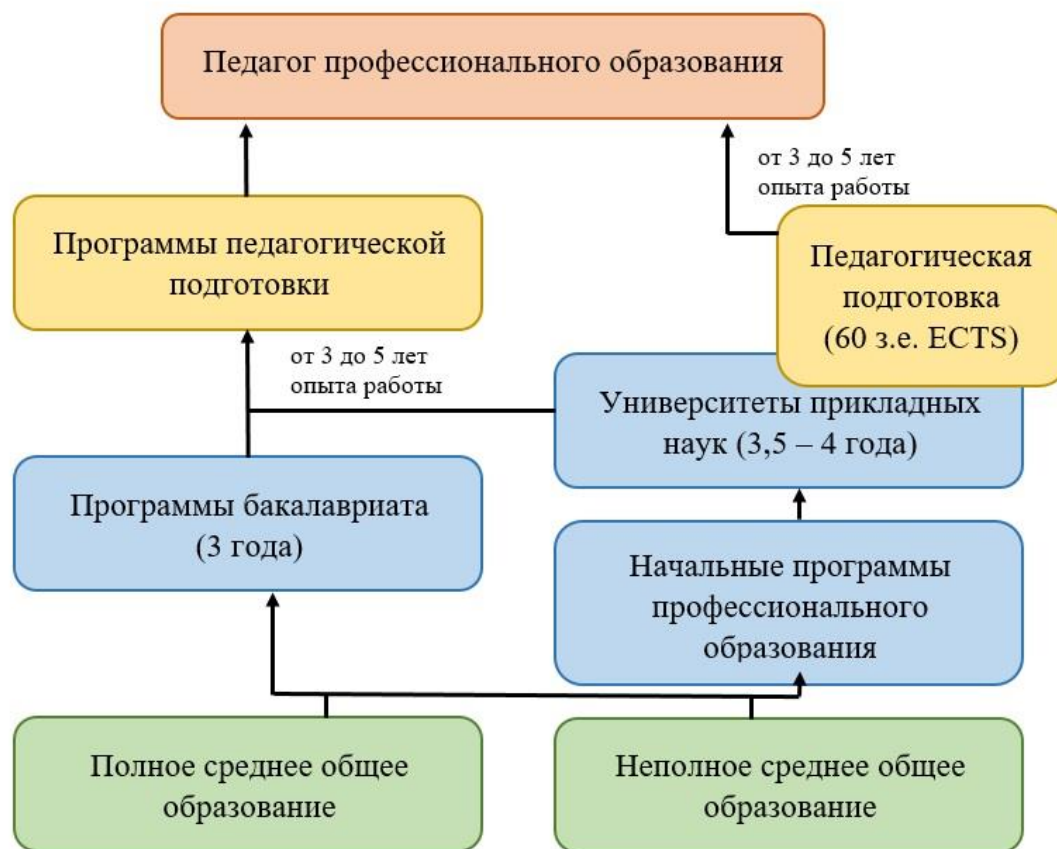 Педагог профессионального образования
от 3 до 5 лет
опыта работы
Программы педагогической
подготовки
Педагогическая
подготовка
(60 з.е. ECTS)
от 3 до 5 лет
опыта работы
Университеты прикладных
наук (3,5 – 4 года)
Программы бакалавриата
(3 года)
Начальные программы
профессионального
образования
Полное среднее общее
образование
Неполное среднее общее
образование